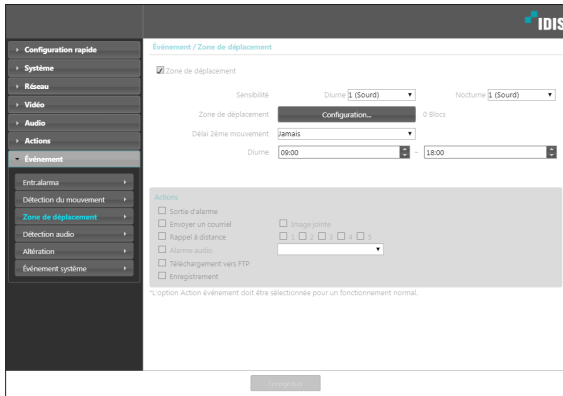 IDIS
Configuration rapide
Système
Réseau
Vidéo
Audio
Actions
Événement
Entr.alarma
Détection du mouvement
Zone de déplacement
Détection audio
Altération
Événement système
Événement / Zone de déplacement
Zone de déplacement
Sensibilité Diurne 1 (Sourd) Nocturne 1 (Sourd)
Zone de déplacement Configuration... 0 Blocs
Délai 2ème mouvement Jamais
Diurne 09:00 ~ 18:00
Actions
Sortie d'alarme
Envoyer un courriel Image jointe
Rappel à distance 1 2 3 4 5
Alarme audio
Téléchargement vers FTP
Enregistrement
*L'option Action événement doit être sélectionnée pour un fonctionnement normal.
Enregistrer